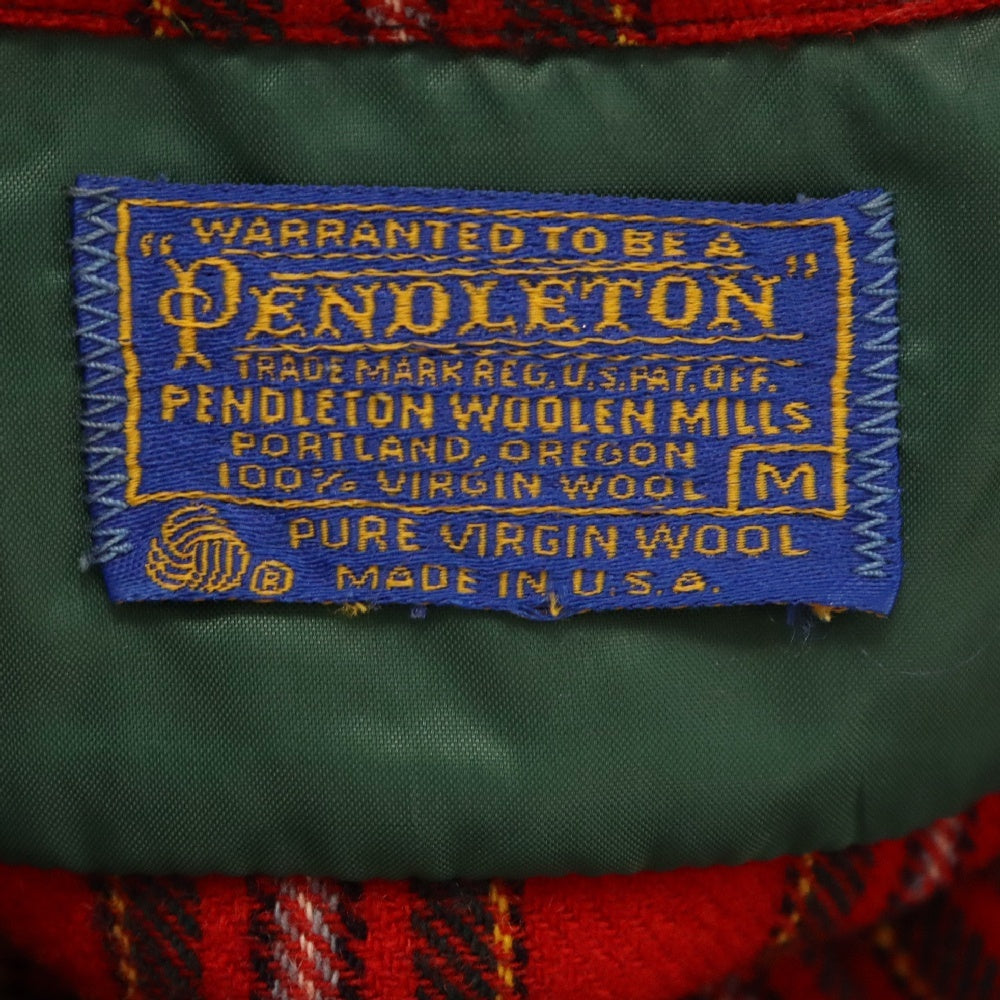 WARRANTED TO BE A
"PENDLETON"
TRADE MARK REG. U.S. PAT. OFF.
PENDLETON WOOLEN MILLS
PORTLAND, OREGON
100% VIRGIN WOOL M
PURE VIRGIN WOOL
® MADE IN U.S.A.